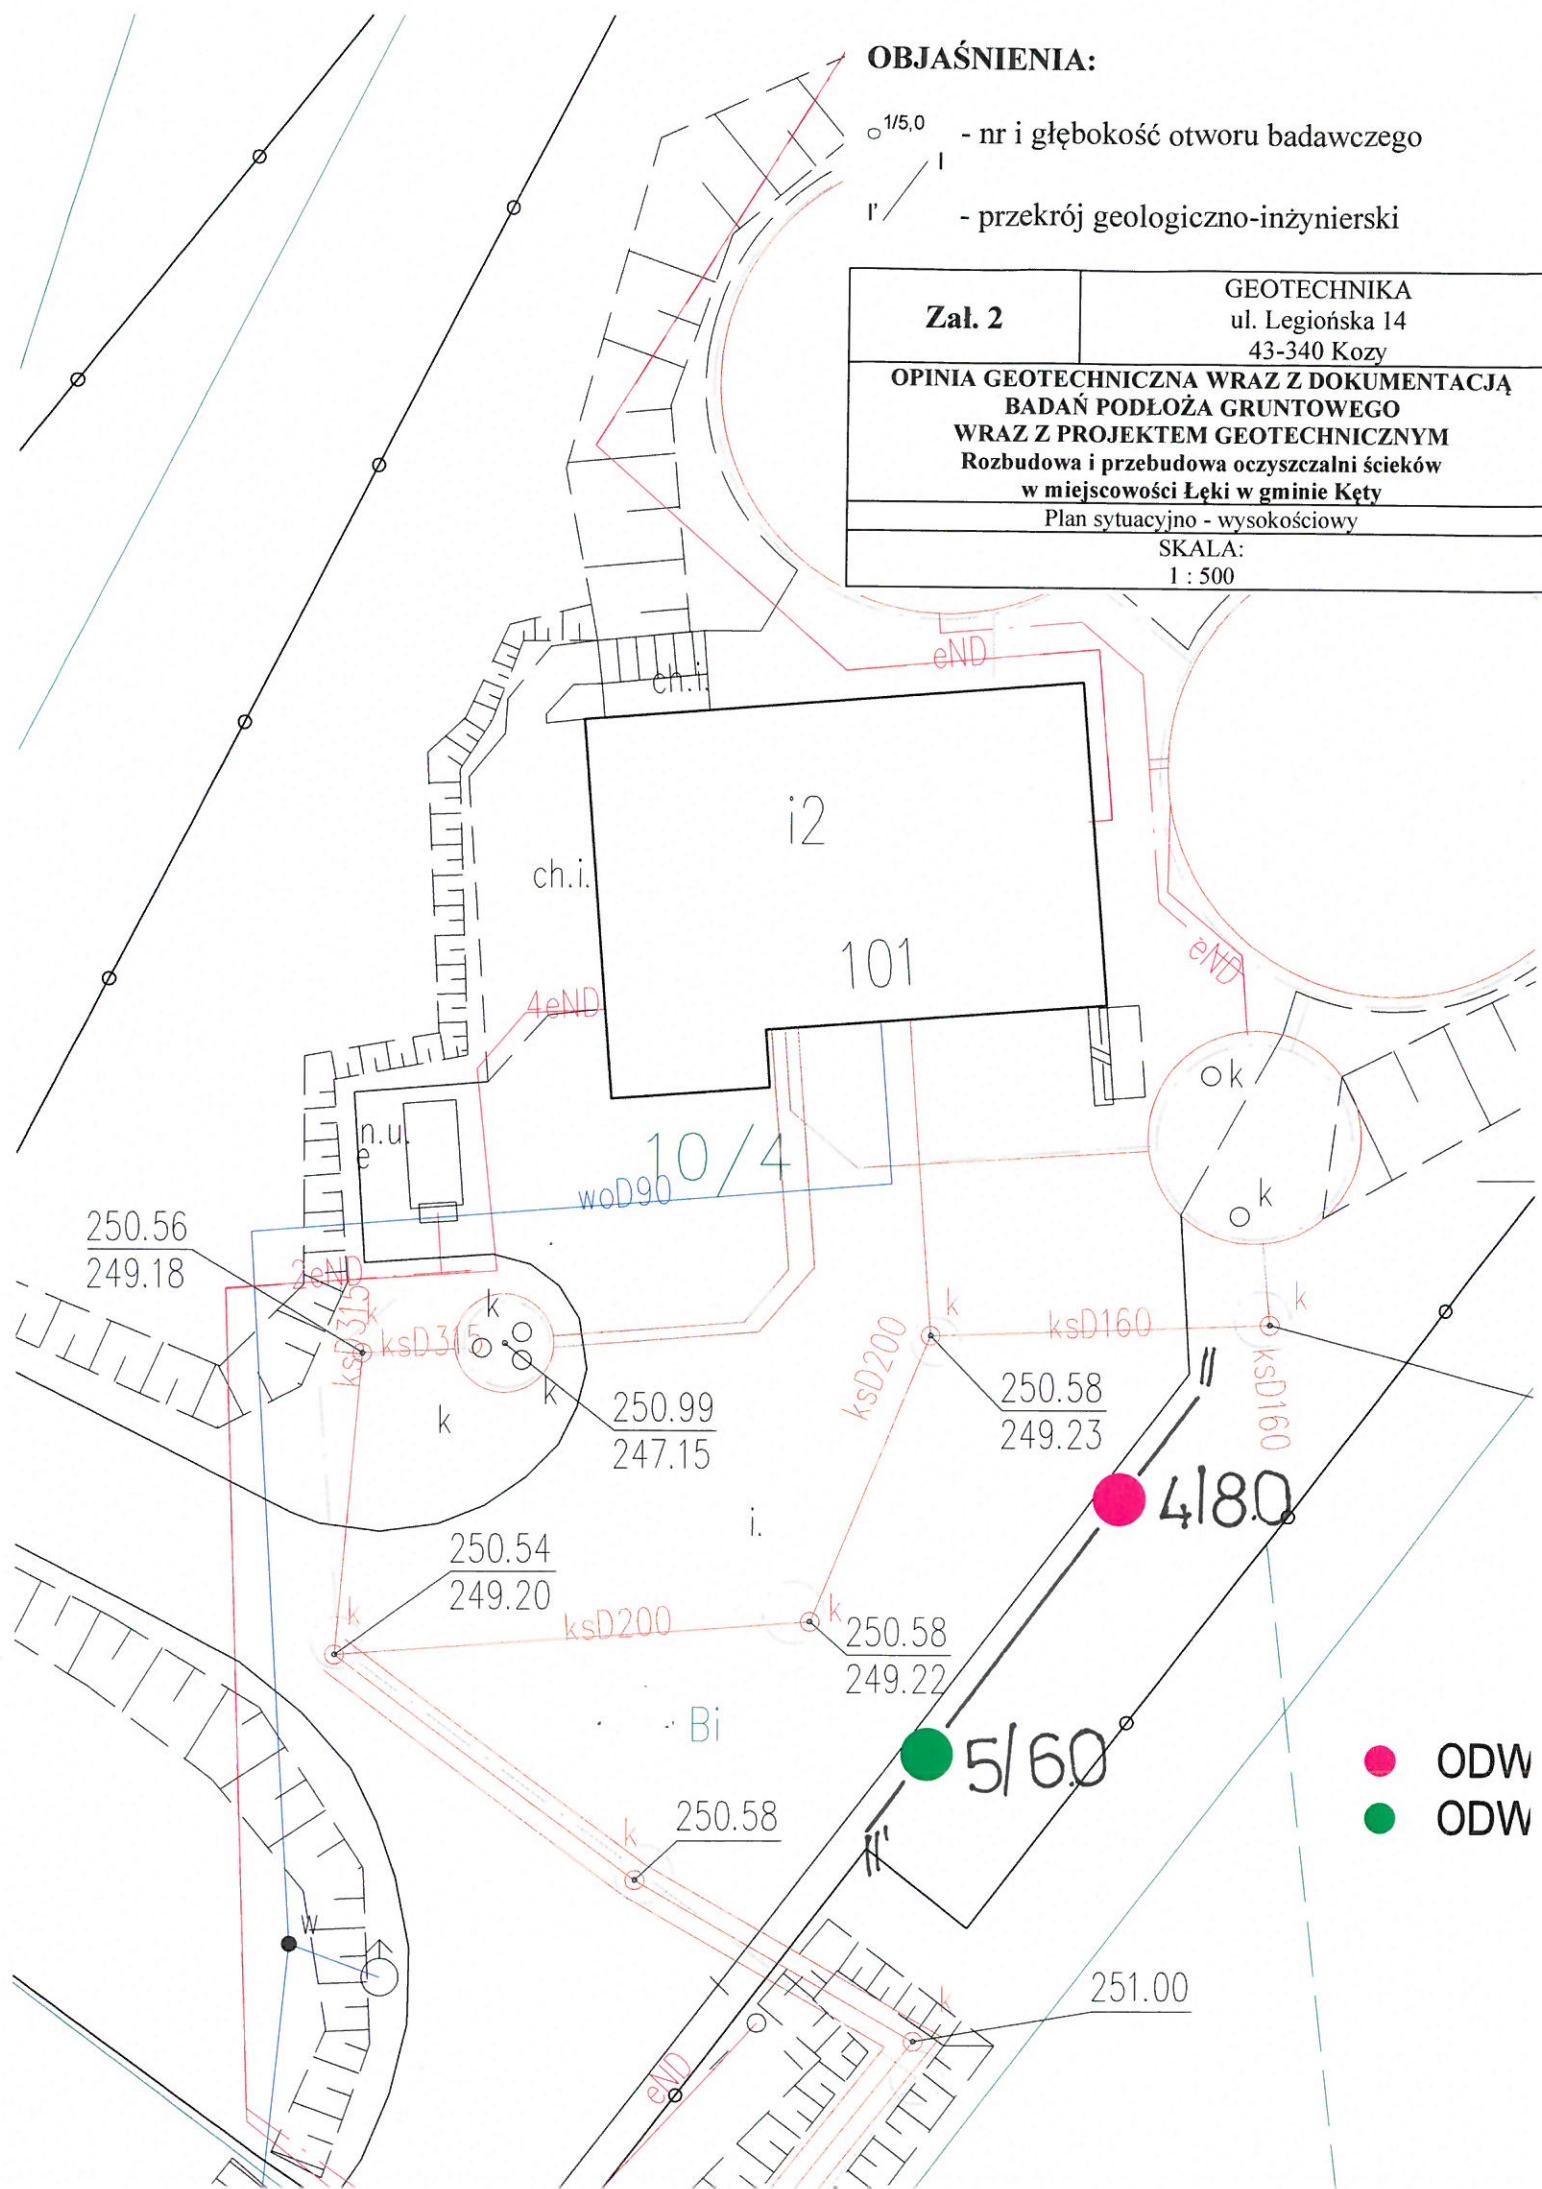 OBJAŚNIENIA:
1/5,0 - nr i głębokość otworu badawczego
I
I' - przekrój geologiczno-inżynierski
Zał. 2
GEOTECHNIKA
ul. Legiońska 14
43-340 Kozy
OPINIA GEOTECHNICZNA WRAZ Z DOKUMENTACJĄ
BADAŃ PODŁOŻA GRUNTOWEGO
WRAZ Z PROJEKTEM GEOTECHNICZNYM
Rozbudowa i przebudowa oczyszczalni ścieków
w miejscowości Łęki w gminie Kęty
Plan sytuacyjno - wysokościowy
SKALA:
1 : 500
eND
ch.i.
i2
ch.i.
101
eND
4eND
k
n.u.
e
10/4
woD90
k
250.56
249.18
2eND
ksD315
k
ksD315
k
k
k
250.99
247.15
k
ksD160
k
ksD200
250.58
249.23
II
ksD160
4/8.0
i.
250.54
249.20
k
ksD200
k
250.58
249.22
Bi
5/6.0
ODW
ODW
250.58
k
II'
w
251.00
k
eND